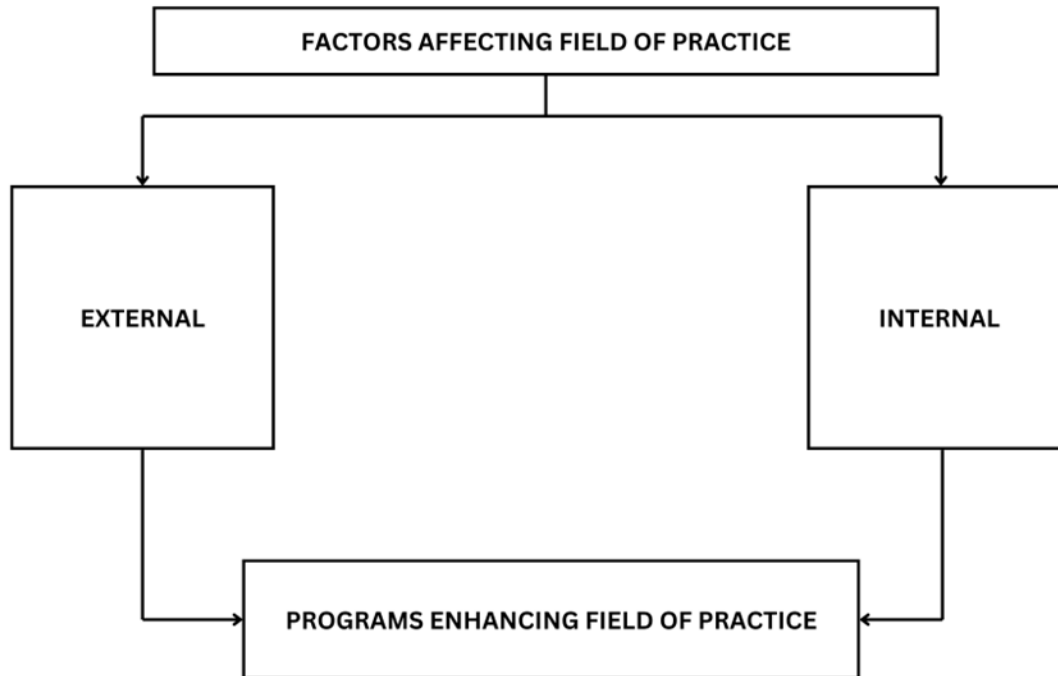 FACTORS AFFECTING FIELD OF PRACTICE
EXTERNAL
INTERNAL
PROGRAMS ENHANCING FIELD OF PRACTICE